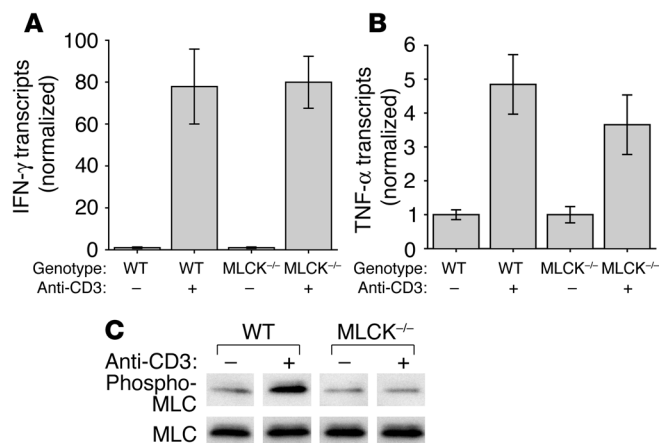 A
IFN-γ transcripts
(normalized)
100
80
60
40
20
0
Genotype: WT WT MLCK⁻/⁻ MLCK⁻/⁻
Anti-CD3: – + – +
B
TNF-α transcripts
(normalized)
6
5
4
3
2
1
0
Genotype: WT WT MLCK⁻/⁻ MLCK⁻/⁻
Anti-CD3: – + – +
C
WT MLCK⁻/⁻
Anti-CD3: – + – +
Phospho-
MLC
MLC